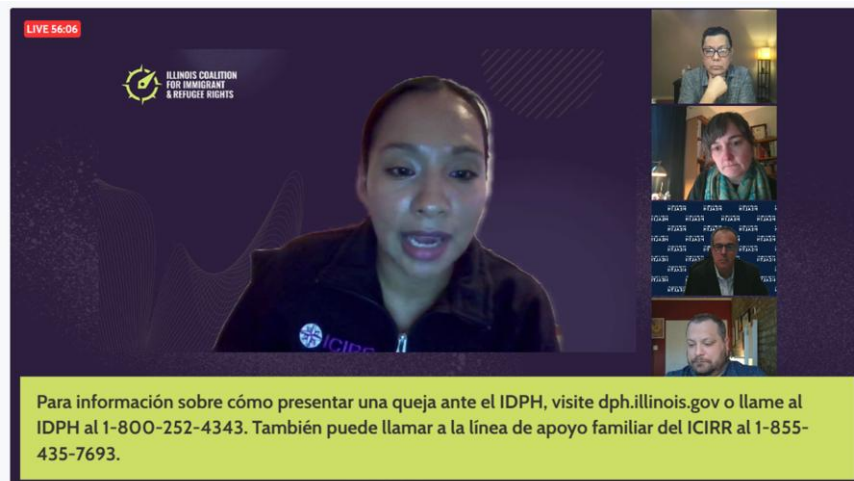 LIVE 56:06
ILLINOIS COALITION
FOR IMMIGRANT
& REFUGEE RIGHTS
ICIRR
Para información sobre cómo presentar una queja ante el IDPH, visite dph.illinois.gov o llame al
IDPH al 1-800-252-4343. También puede llamar a la línea de apoyo familiar del ICIRR al 1-855-
435-7693.